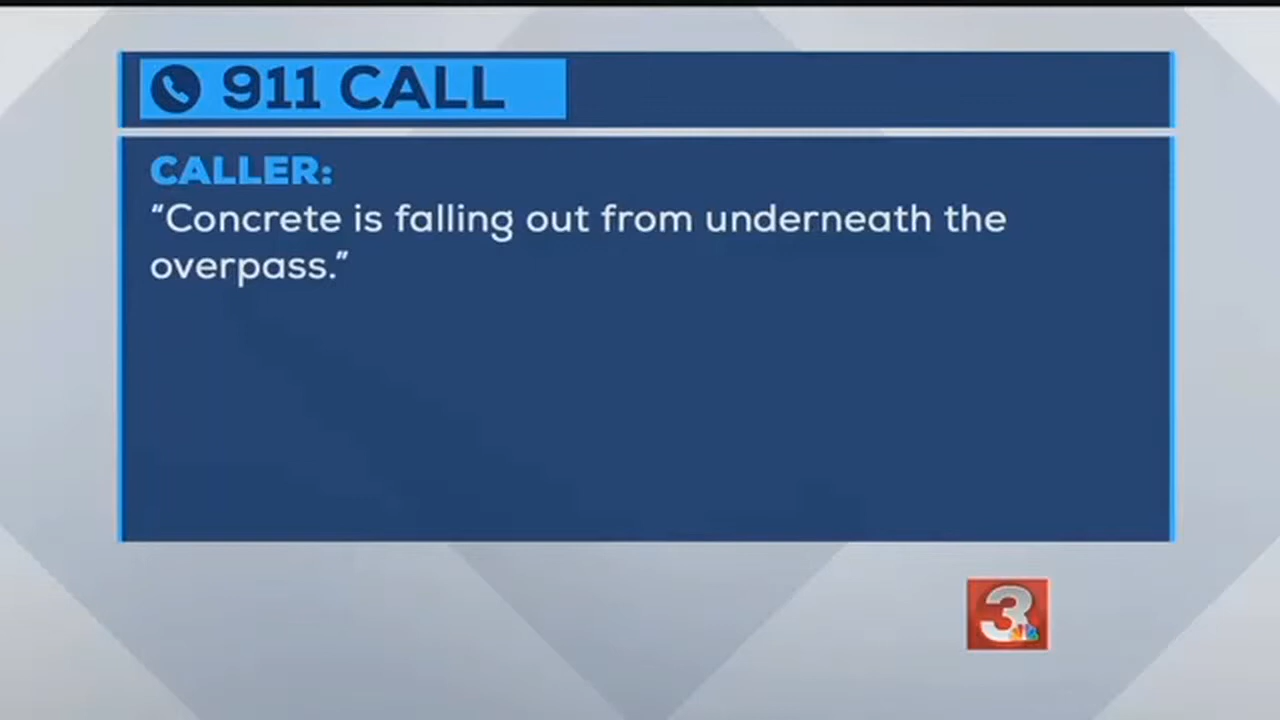 911 CALL
CALLER:
“Concrete is falling out from underneath the
overpass.”
3